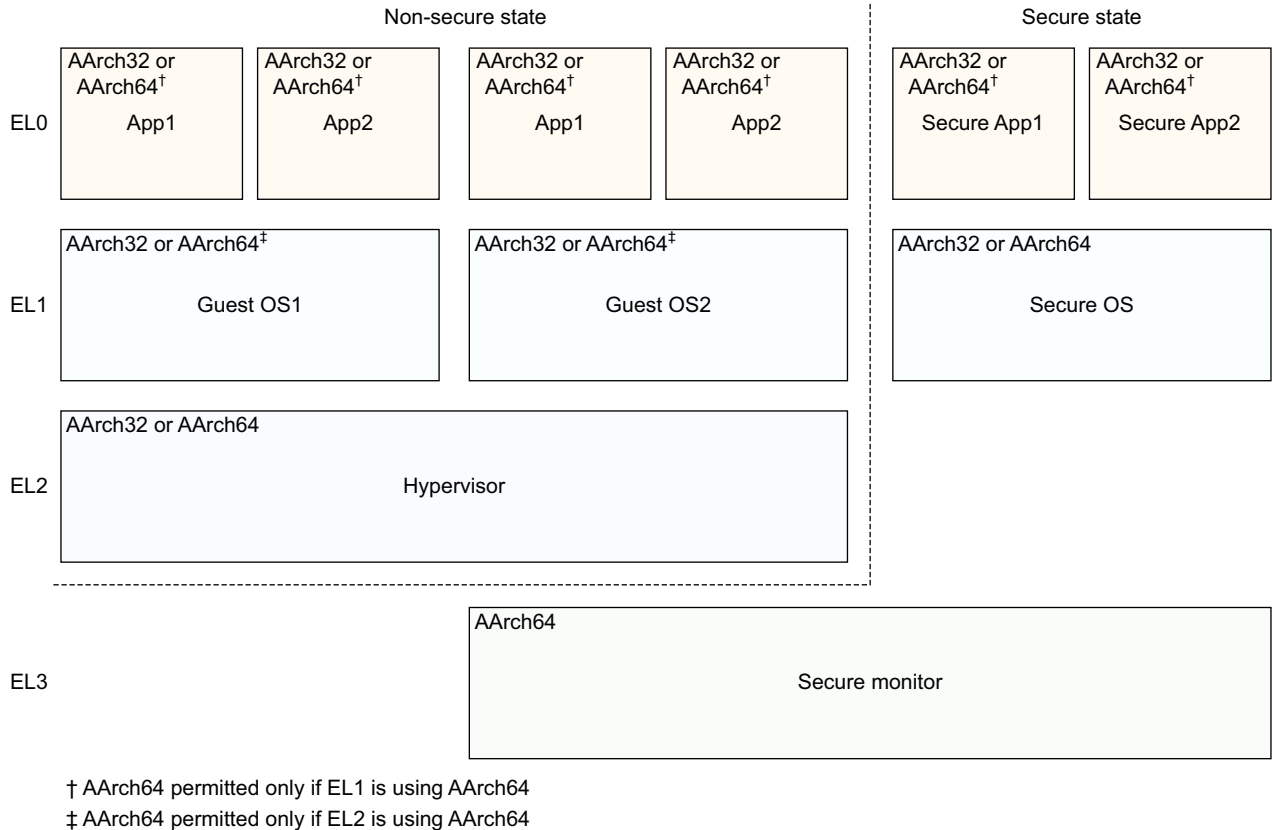 Non-secure state
Secure state
AArch32 or
AArch64†
App1
AArch32 or
AArch64†
App2
AArch32 or
AArch64†
App1
AArch32 or
AArch64†
App2
AArch32 or
AArch64†
Secure App1
AArch32 or
AArch64†
Secure App2
EL0
AArch32 or AArch64‡
Guest OS1
AArch32 or AArch64‡
Guest OS2
AArch32 or AArch64
Secure OS
EL1
AArch32 or AArch64
Hypervisor
EL2
AArch64
Secure monitor
EL3
† AArch64 permitted only if EL1 is using AArch64
‡ AArch64 permitted only if EL2 is using AArch64